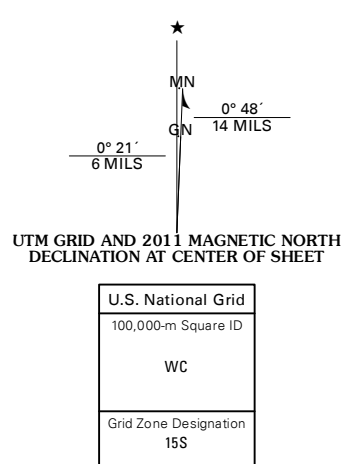 ★
MN
0° 48´
14 MILS
GN
0° 21´
6 MILS
UTM GRID AND 2011 MAGNETIC NORTH
DECLINATION AT CENTER OF SHEET
U.S. National Grid
100,000-m Square ID
WC
Grid Zone Designation
15S